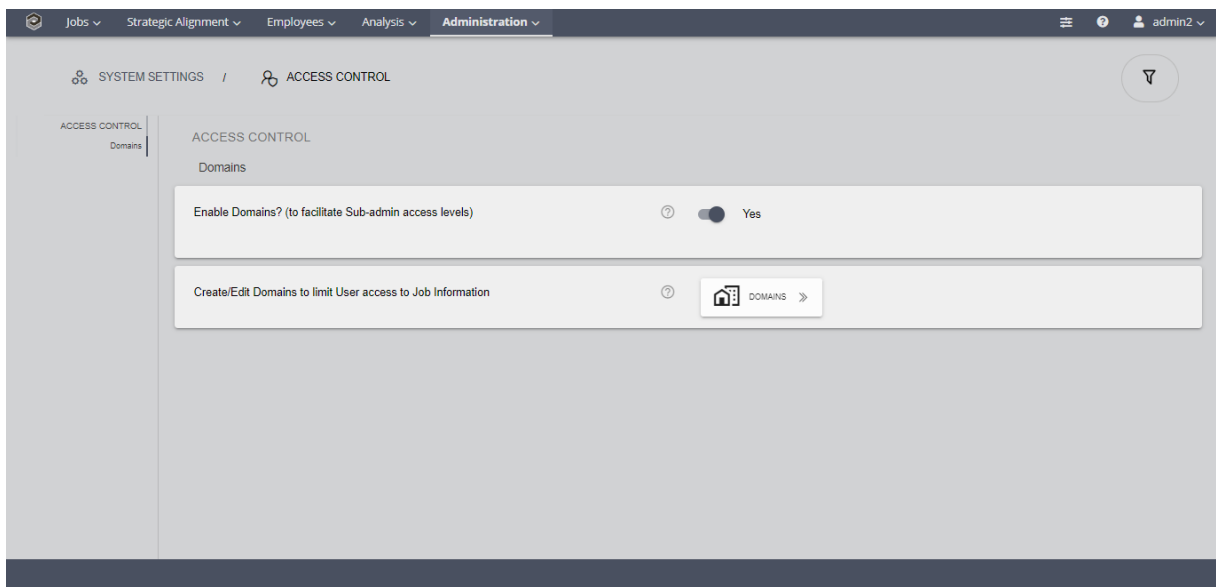 Jobs Strategic Alignment Employees Analysis Administration ? admin2
SYSTEM SETTINGS / ACCESS CONTROL
ACCESS CONTROL
Domains
ACCESS CONTROL
Domains
Enable Domains? (to facilitate Sub-admin access levels) ? Yes
Create/Edit Domains to limit User access to Job Information ? DOMAINS »